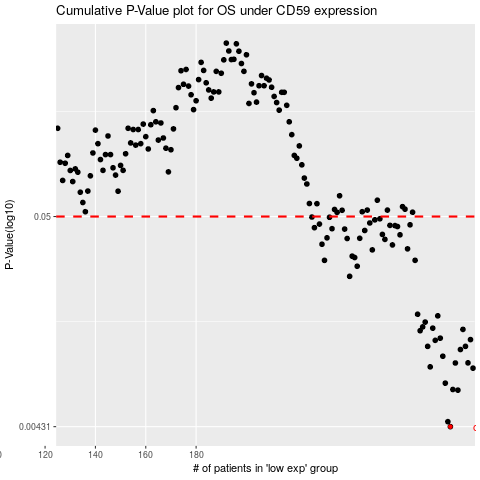 Cumulative P-Value plot for OS under CD59 expression
P-Value(log10)
0.05
0.00431
120
140
160
180
# of patients in 'low exp' group